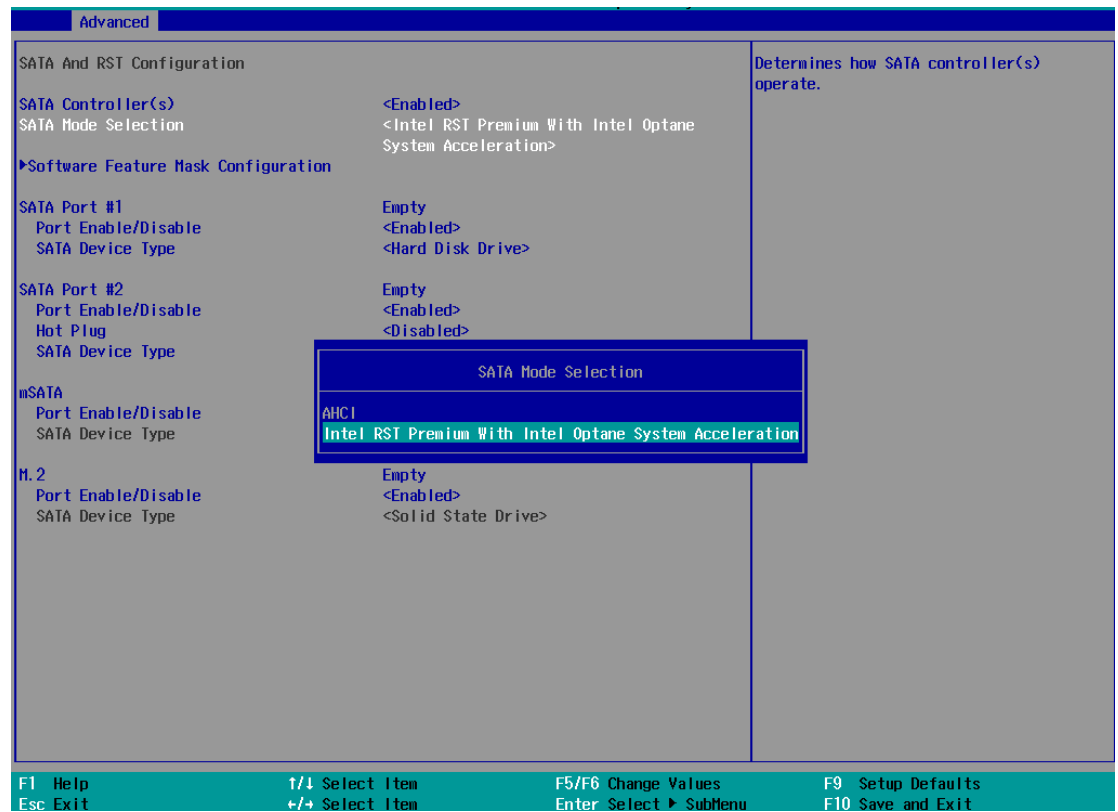 Advanced
SATA And RST Configuration
Determines how SATA controller(s)
operate.
SATA Controller(s) <Enabled>
SATA Mode Selection <Intel RST Premium With Intel Optane
System Acceleration>
▶Software Feature Mask Configuration
SATA Port #1 Empty
Port Enable/Disable <Enabled>
SATA Device Type <Hard Disk Drive>
SATA Port #2 Empty
Port Enable/Disable <Enabled>
Hot Plug <Disabled>
SATA Device Type
SATA Mode Selection
mSATA
Port Enable/Disable
AHCI
SATA Device Type
Intel RST Premium With Intel Optane System Acceleration
M.2 Empty
Port Enable/Disable <Enabled>
SATA Device Type <Solid State Drive>
F1 Help ↑/↓ Select Item F5/F6 Change Values F9 Setup Defaults
Esc Exit ←/→ Select Item Enter Select ▶ SubMenu F10 Save and Exit